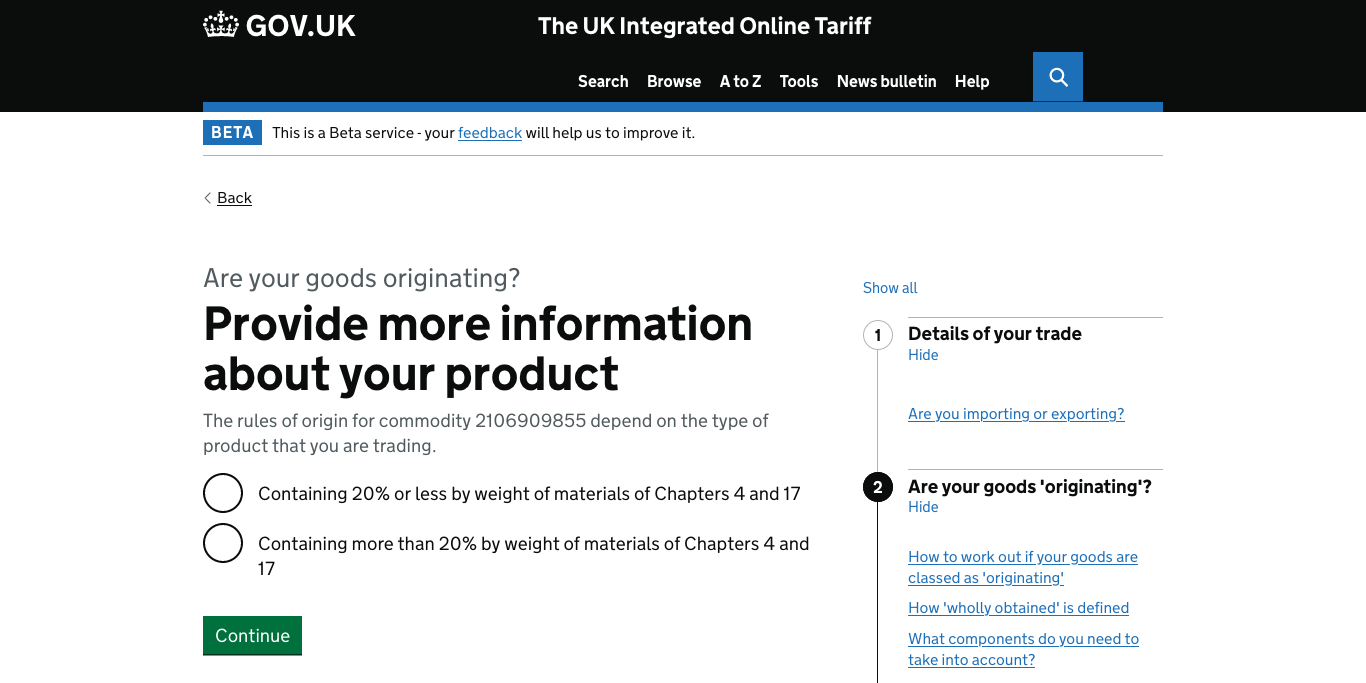 GOV.UK
The UK Integrated Online Tariff
Search Browse A to Z Tools News bulletin Help
BETA This is a Beta service - your feedback will help us to improve it.
Back
Are your goods originating?
Provide more information
about your product
The rules of origin for commodity 2106909855 depend on the type of
product that you are trading.
Containing 20% or less by weight of materials of Chapters 4 and 17
Containing more than 20% by weight of materials of Chapters 4 and
17
Continue
Show all
1 Details of your trade
Hide
Are you importing or exporting?
2 Are your goods 'originating'?
Hide
How to work out if your goods are
classed as 'originating'
How 'wholly obtained' is defined
What components do you need to
take into account?